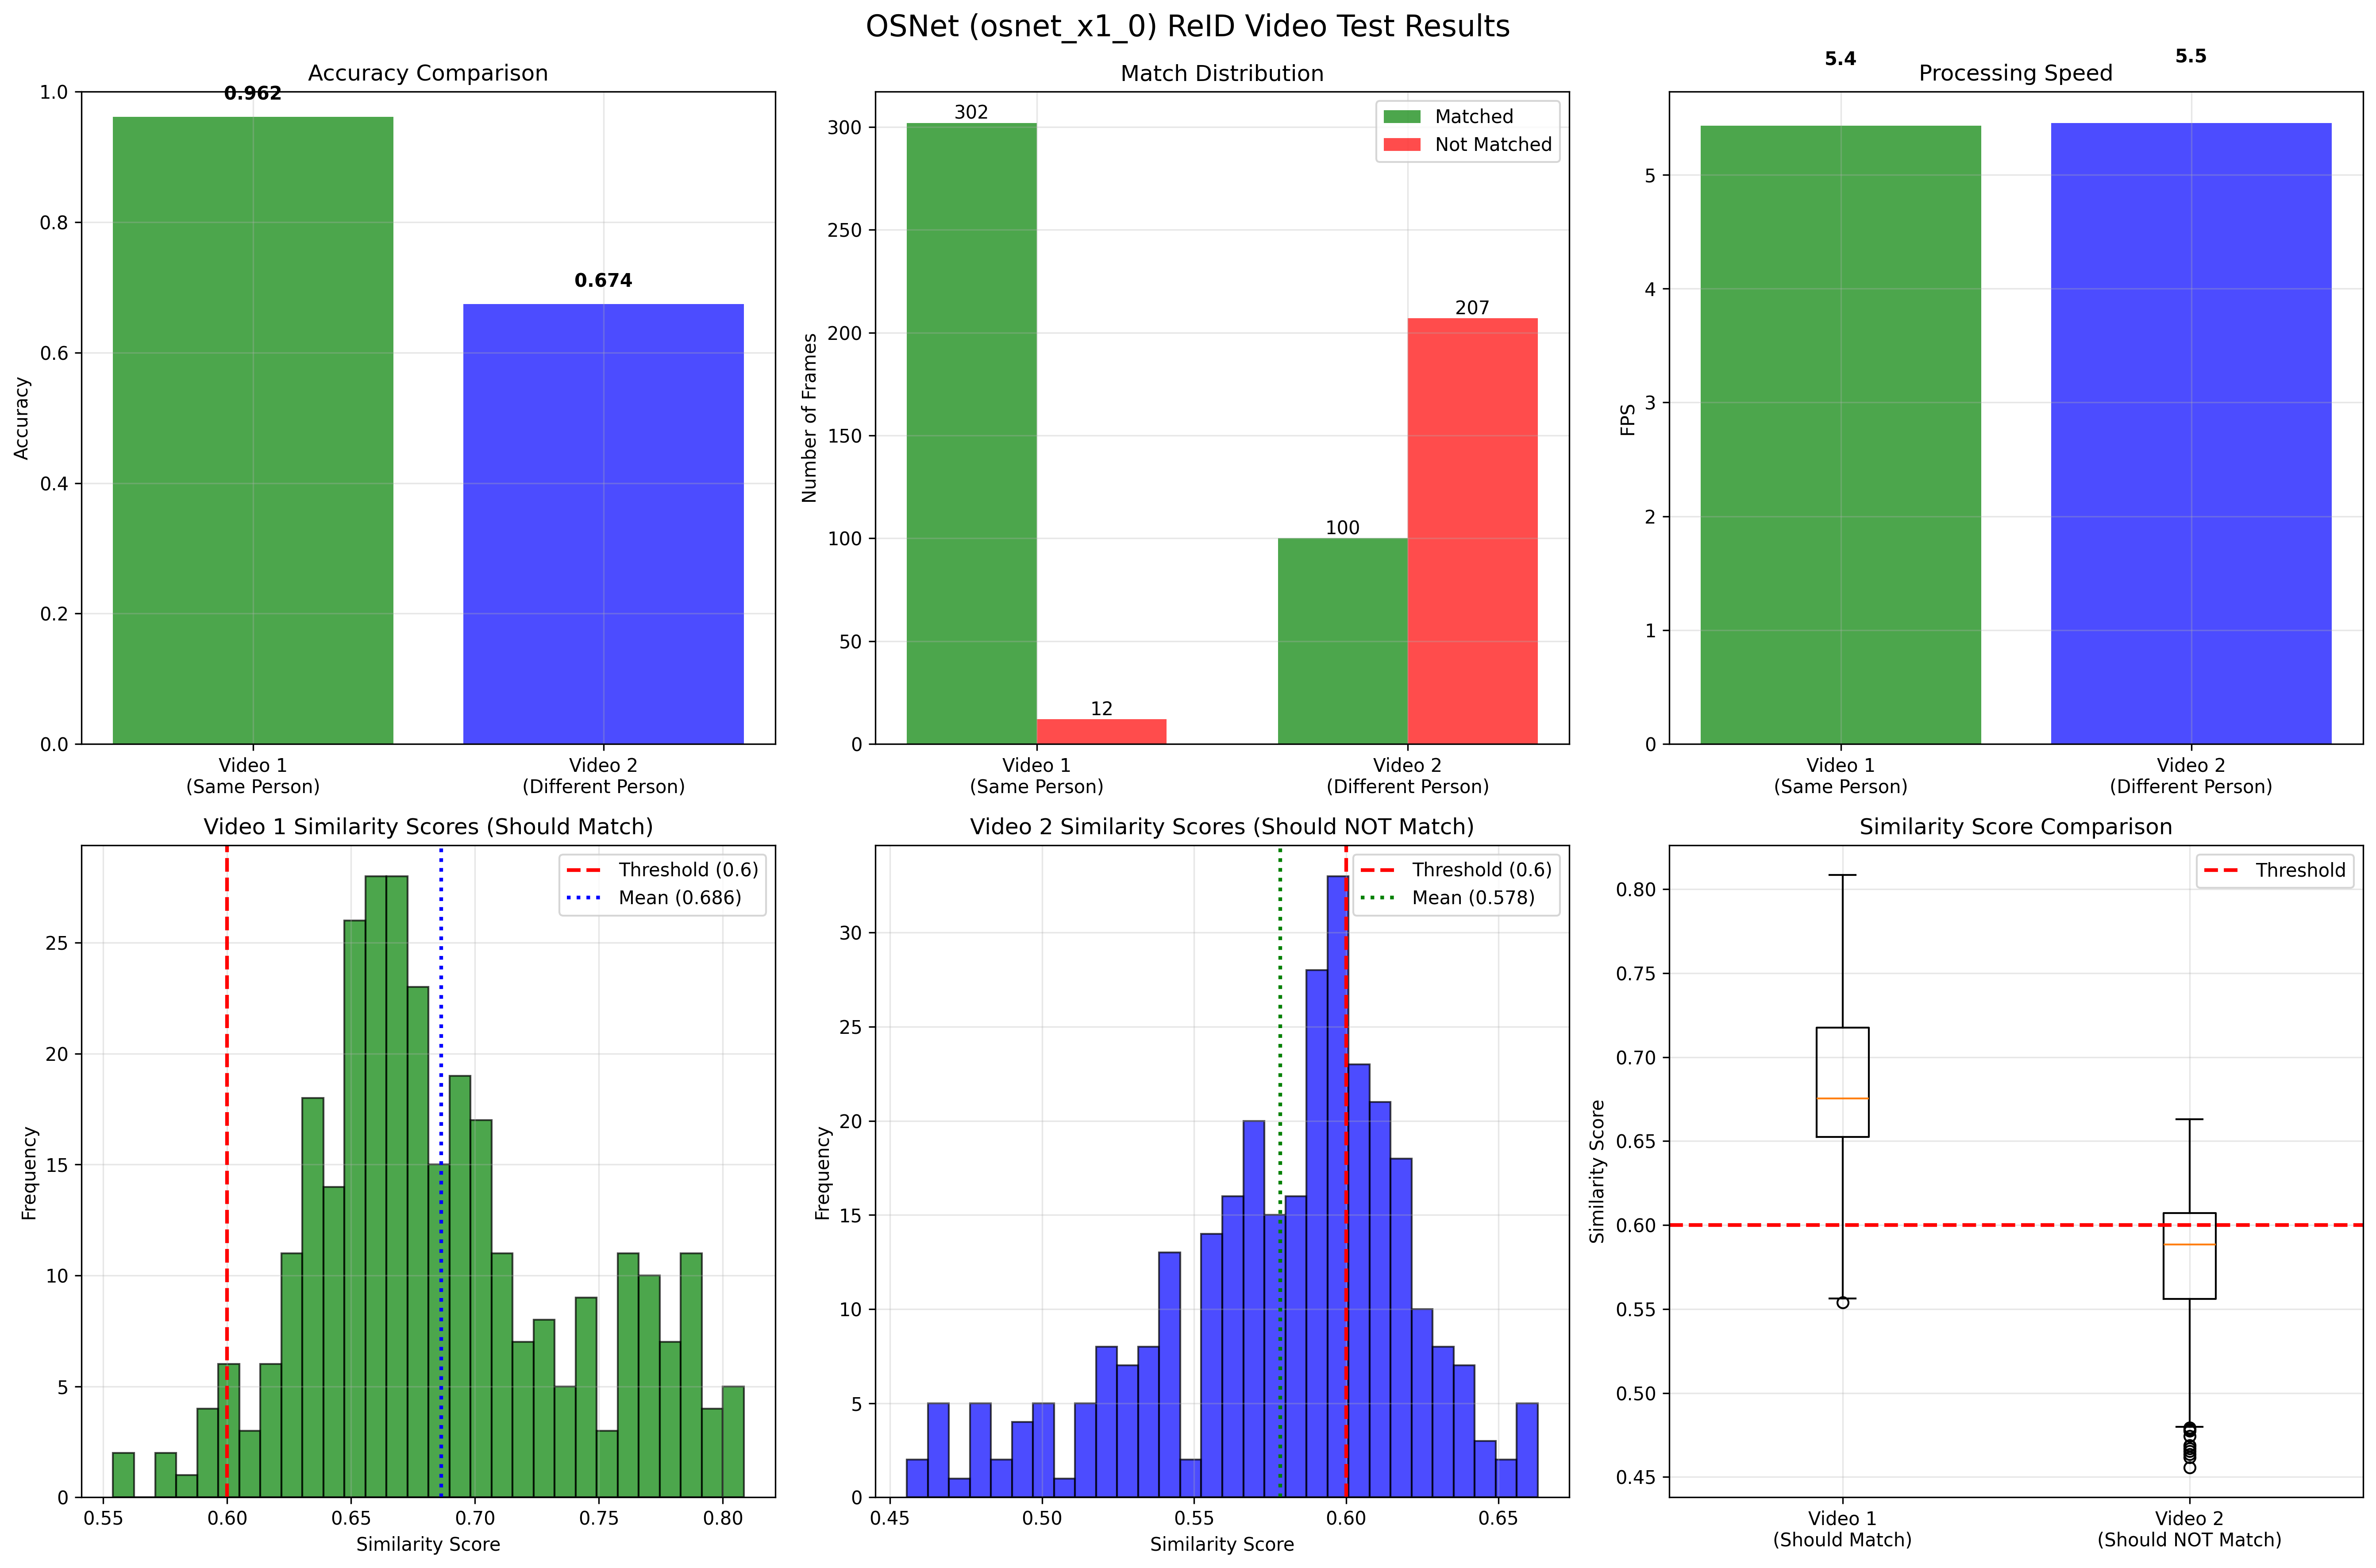 OSNet (osnet_x1_0) ReID Video Test Results
Accuracy Comparison
0.962
0.674
1.0
0.8
0.6
0.4
0.2
0.0
Accuracy
Video 1
(Same Person)
Video 2
(Different Person)
Match Distribution
302
12
100
207
Matched
Not Matched
300
250
200
150
100
50
0
Number of Frames
Video 1
(Same Person)
Video 2
(Different Person)
5.4
5.5
Processing Speed
5
4
3
2
1
0
FPS
Video 1
(Same Person)
Video 2
(Different Person)
Video 1 Similarity Scores (Should Match)
Threshold (0.6)
Mean (0.686)
25
20
15
10
5
0
Frequency
0.55
0.60
0.65
0.70
0.75
0.80
Similarity Score
Video 2 Similarity Scores (Should NOT Match)
Threshold (0.6)
Mean (0.578)
30
25
20
15
10
5
0
Frequency
0.45
0.50
0.55
0.60
0.65
Similarity Score
Similarity Score Comparison
Threshold
0.80
0.75
0.70
0.65
0.60
0.55
0.50
0.45
Similarity Score
Video 1
(Should Match)
Video 2
(Should NOT Match)